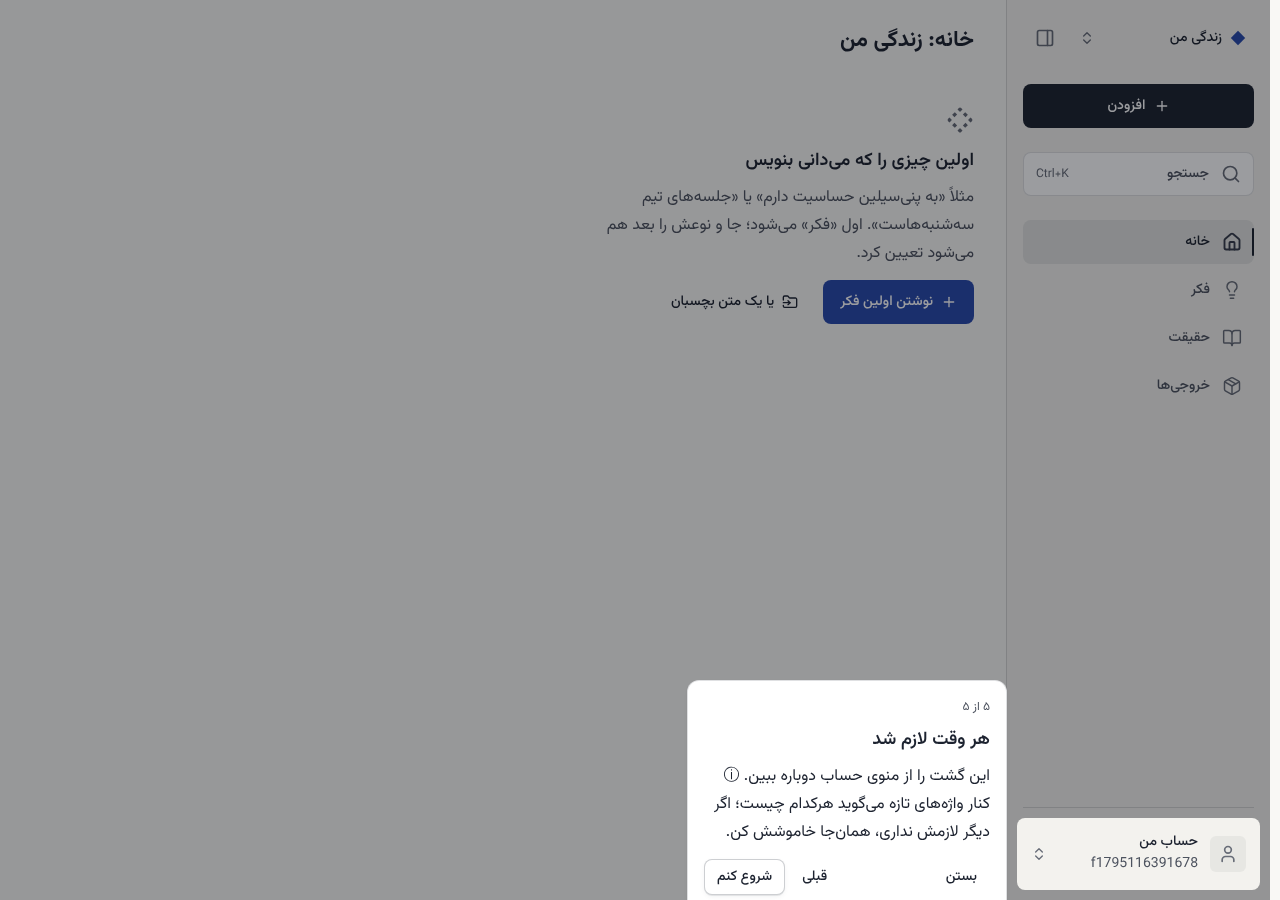 زندگی من
افزودن
جستجو
Ctrl+K
خانه
فکر
حقیقت
خروجی‌ها
خانه: زندگی من
اولین چیزی را که می‌دانی بنویس
مثلاً «به پنی‌سیلین حساسیت دارم» یا «جلسه‌های تیم
سه‌شنبه‌هاست». اول «فکر» می‌شود؛ جا و نوعش را بعد هم
می‌شود تعیین کرد.
نوشتن اولین فکر
یا یک متن بچسبان
۵ از ۵
هر وقت لازم شد
این گشت را از منوی حساب دوباره ببین. ⓘ
کنار واژه‌های تازه می‌گوید هرکدام چیست؛ اگر
دیگر لازمش نداری، همان‌جا خاموشش کن.
بستن
قبلی
شروع کنم
حساب من
f1795116391678